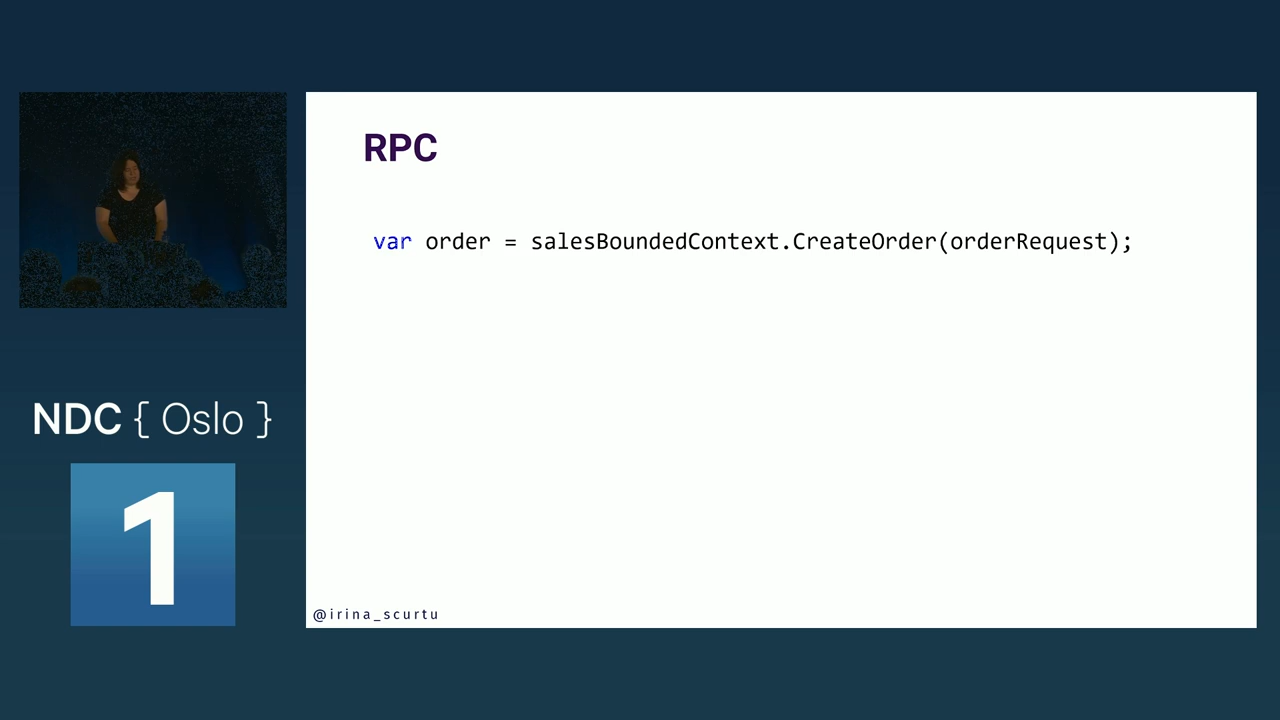 RPC
var order = salesBoundedContext.CreateOrder(orderRequest);
NDC { Oslo }
1
@irina_scurtu